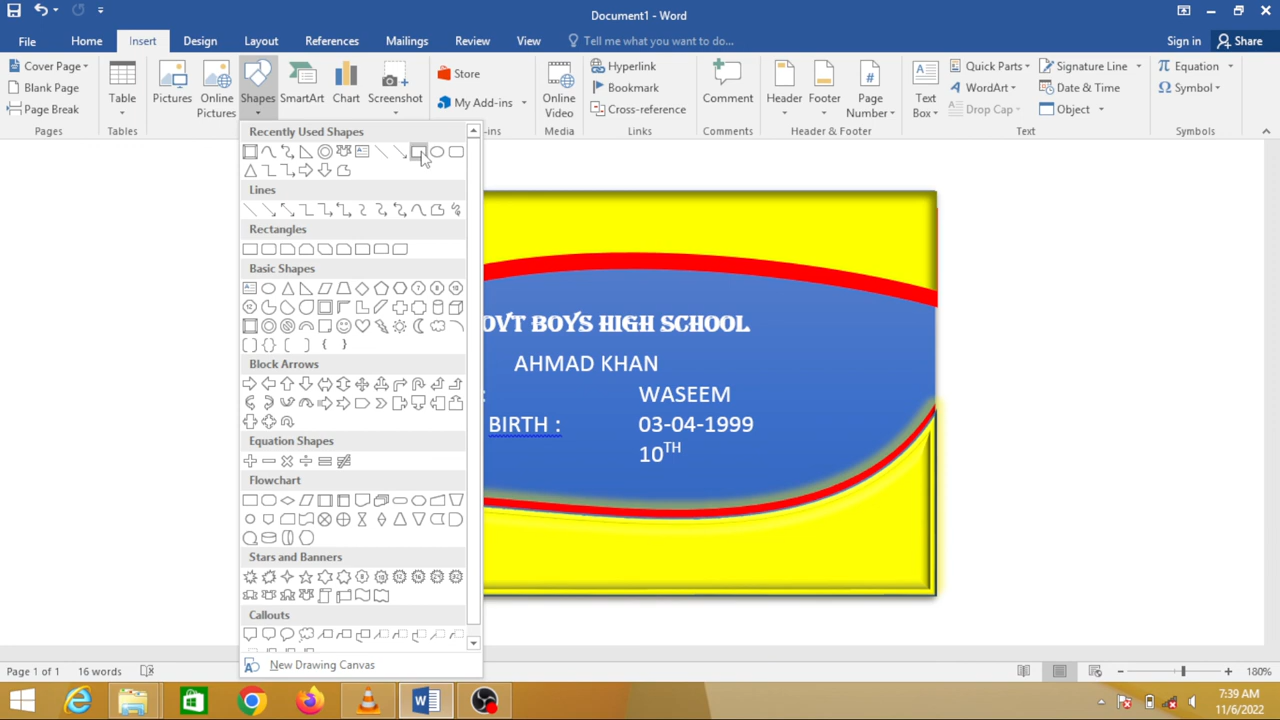 Document1 - Word
File Home Insert Design Layout References Mailings Review View Tell me what you want to do... Sign in Share
Cover Page
Blank Page
Page Break
Pages
Table
Tables
Pictures
Online Pictures
Shapes
SmartArt
Chart
Screenshot
Store
My Add-ins
-ins
Online Video
Media
Hyperlink
Bookmark
Cross-reference
Links
Comment
Comments
Header
Footer
Page Number
Header & Footer
Text Box
Quick Parts
WordArt
Drop Cap
Signature Line
Date & Time
Object
Text
Equation
Symbol
Symbols
Recently Used Shapes
Lines
Rectangles
Basic Shapes
Block Arrows
Equation Shapes
Flowchart
Stars and Banners
Callouts
New Drawing Canvas
OVT BOYS HIGH SCHOOL
AHMAD KHAN
: WASEEM
BIRTH : 03-04-1999
10TH
Page 1 of 1 16 words 180%
7:39 AM
11/6/2022